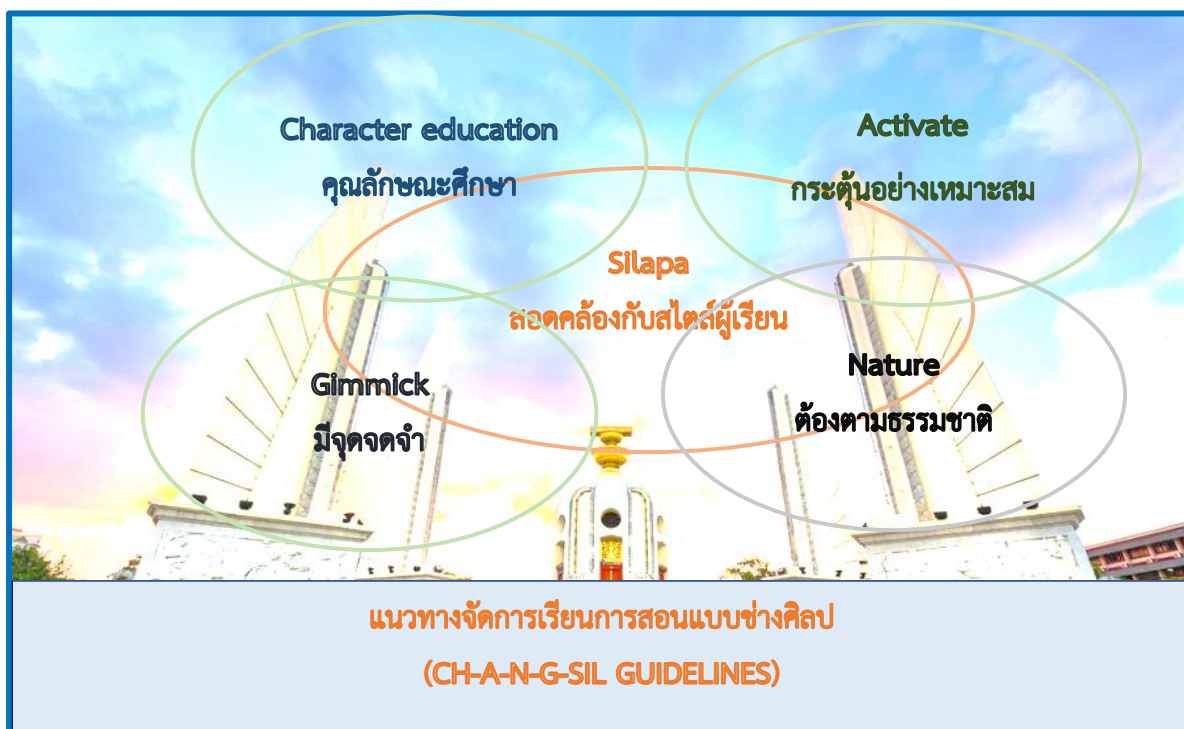 Character education
คุณลักษณะศึกษา
Activate
กระตุ้นอย่างเหมาะสม
Silapa
สอดคล้องกับสไตล์ผู้เรียน
Gimmick
มีจุดจดจำ
Nature
ต้องตามธรรมชาติ
แนวทางจัดการเรียนการสอนแบบช่างศิลป
(CH-A-N-G-SIL GUIDELINES)